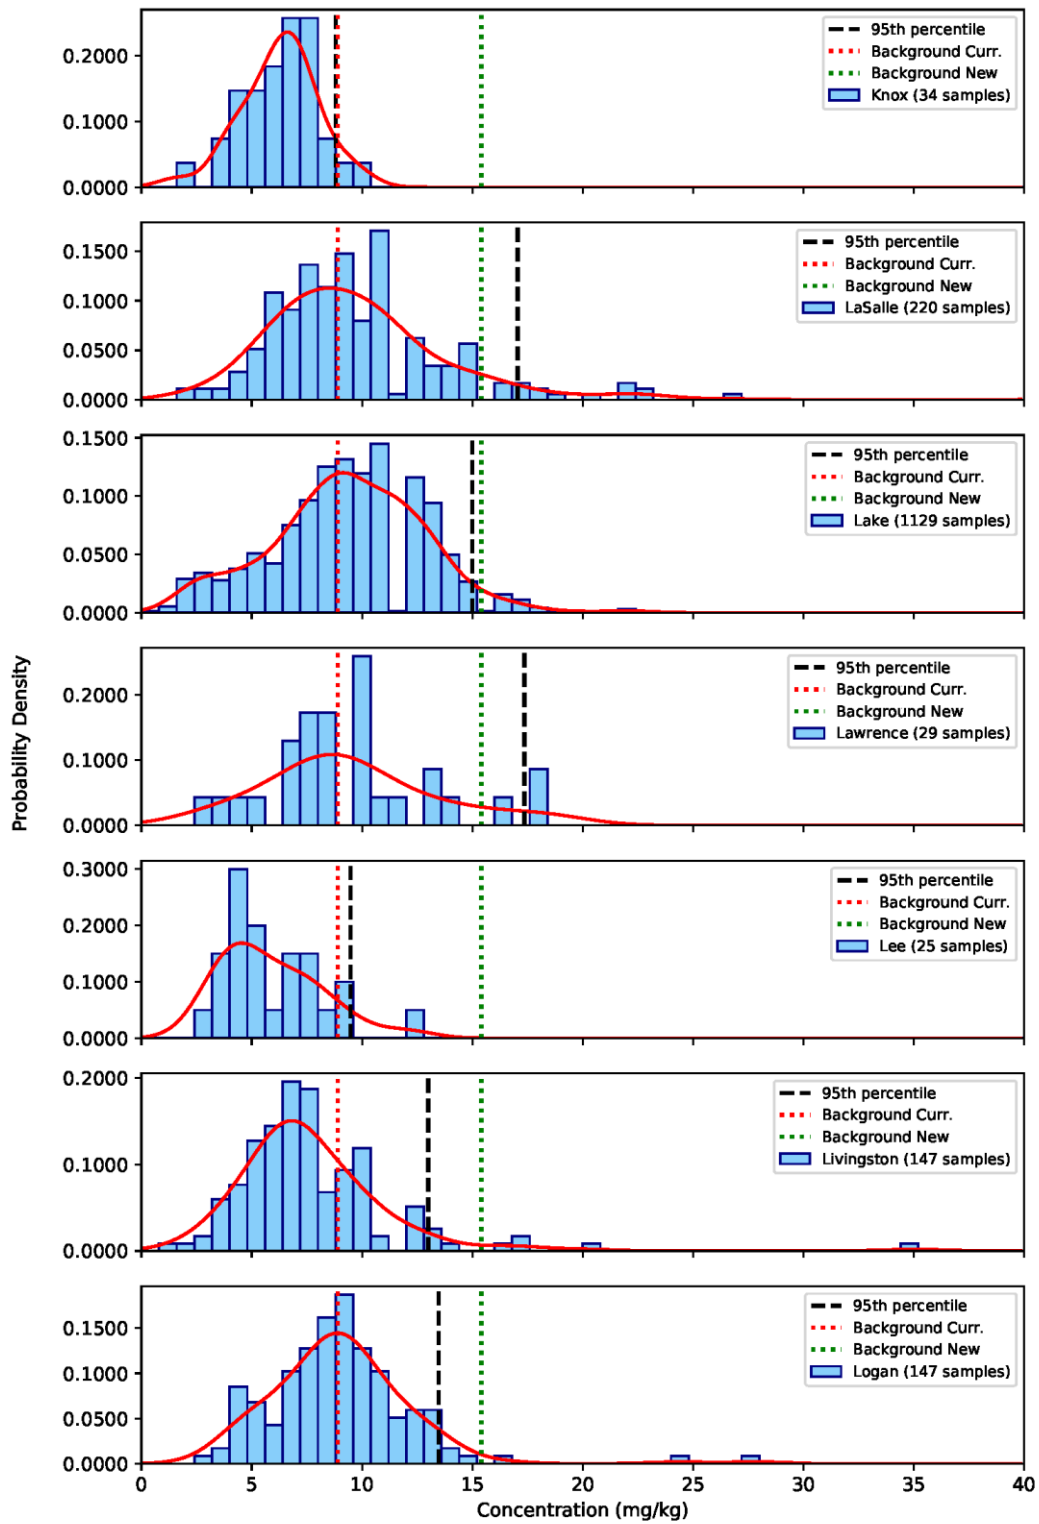 0.2000
0.1000
0.0000
95th percentile
Background Curr.
Background New
Knox (34 samples)
0.1500
0.1000
0.0500
0.0000
95th percentile
Background Curr.
Background New
LaSalle (220 samples)
0.1500
0.1000
0.0500
0.0000
95th percentile
Background Curr.
Background New
Lake (1129 samples)
Probability Density
0.2000
0.1000
0.0000
95th percentile
Background Curr.
Background New
Lawrence (29 samples)
0.3000
0.2000
0.1000
0.0000
95th percentile
Background Curr.
Background New
Lee (25 samples)
0.2000
0.1000
0.0000
95th percentile
Background Curr.
Background New
Livingston (147 samples)
0.1500
0.1000
0.0500
0.0000
95th percentile
Background Curr.
Background New
Logan (147 samples)
0 5 10 15 20 25 30 35 40
Concentration (mg/kg)